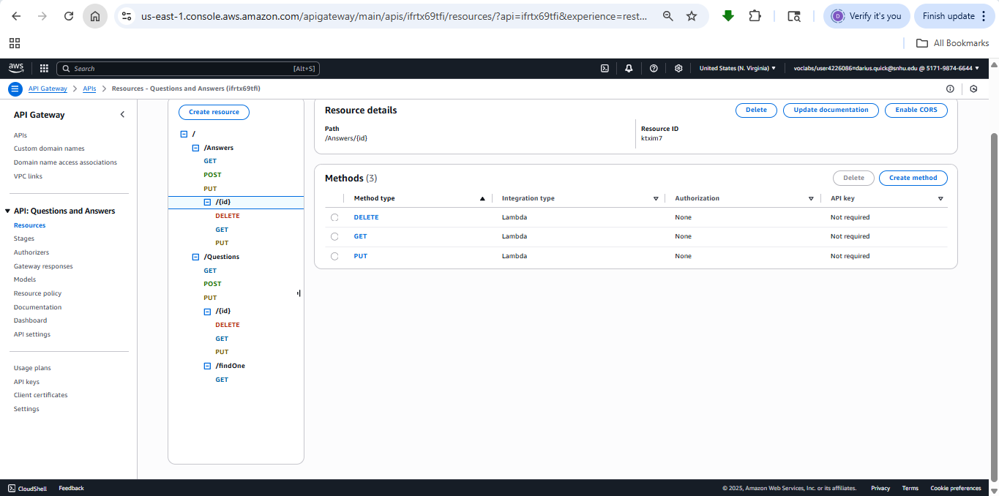 us-east-1.console.aws.amazon.com/apigateway/main/apis/ifrtx69tfi/resources/?api=ifrtx69tfi&experience=rest...
D Verify it's you
Finish update
All Bookmarks
aws
Search [Alt+S]
United States (N. Virginia) ▼
voclabs/user4226086=darius.quick@snhu.edu @ 5171-9874-6644 ▼
API Gateway > APIs > Resources - Questions and Answers (ifrtx69tfi)
API Gateway
APIs
Custom domain names
Domain name access associations
VPC links
API: Questions and Answers
Resources
Stages
Authorizers
Gateway responses
Models
Resource policy
Documentation
Dashboard
API settings
Usage plans
API keys
Client certificates
Settings
Create resource
/
/Answers
GET
POST
PUT
/{id}
DELETE
GET
PUT
/Questions
GET
POST
PUT
/{id}
DELETE
GET
PUT
/findOne
GET
Resource details
Delete
Update documentation
Enable CORS
Path
/Answers/{id}
Resource ID
ktxim7
Methods (3)
Delete
Create method
Method type Integration type Authorization API key
DELETE Lambda None Not required
GET Lambda None Not required
PUT Lambda None Not required
CloudShell Feedback
© 2025, Amazon Web Services, Inc. or its affiliates. Privacy Terms Cookie preferences